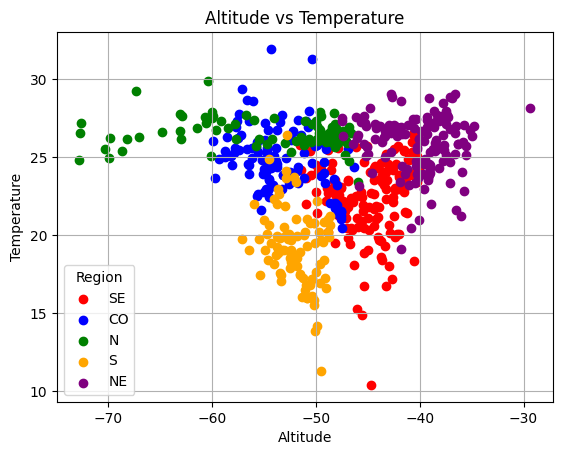 Altitude vs Temperature
Temperature
30
25
20
15
10
Region
SE
CO
N
S
NE
−70
−60
−50
−40
−30
Altitude